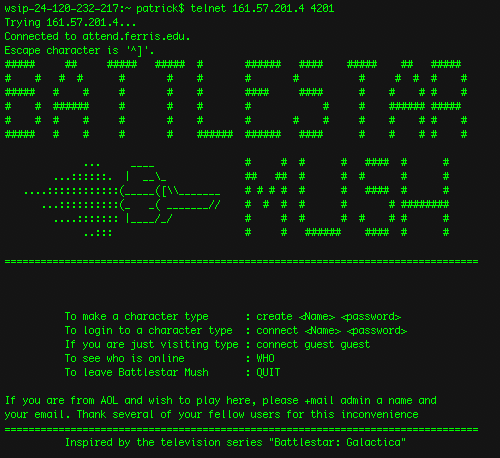 wsip-24-120-232-217:~ patrick$ telnet 161.57.201.4 4201
Trying 161.57.201.4...
Connected to attend.ferris.edu.
Escape character is '^]'.
BATTLESTAR
MUSH
To make a character type : create <Name> <password>
To login to a character type : connect <Name> <password>
If you are just visiting type : connect guest guest
To see who is online : WHO
To leave Battlestar Mush : QUIT
If you are from AOL and wish to play here, please +mail admin a name and
your email. Thank several of your fellow users for this inconvenience
Inspired by the television series "Battlestar: Galactica"